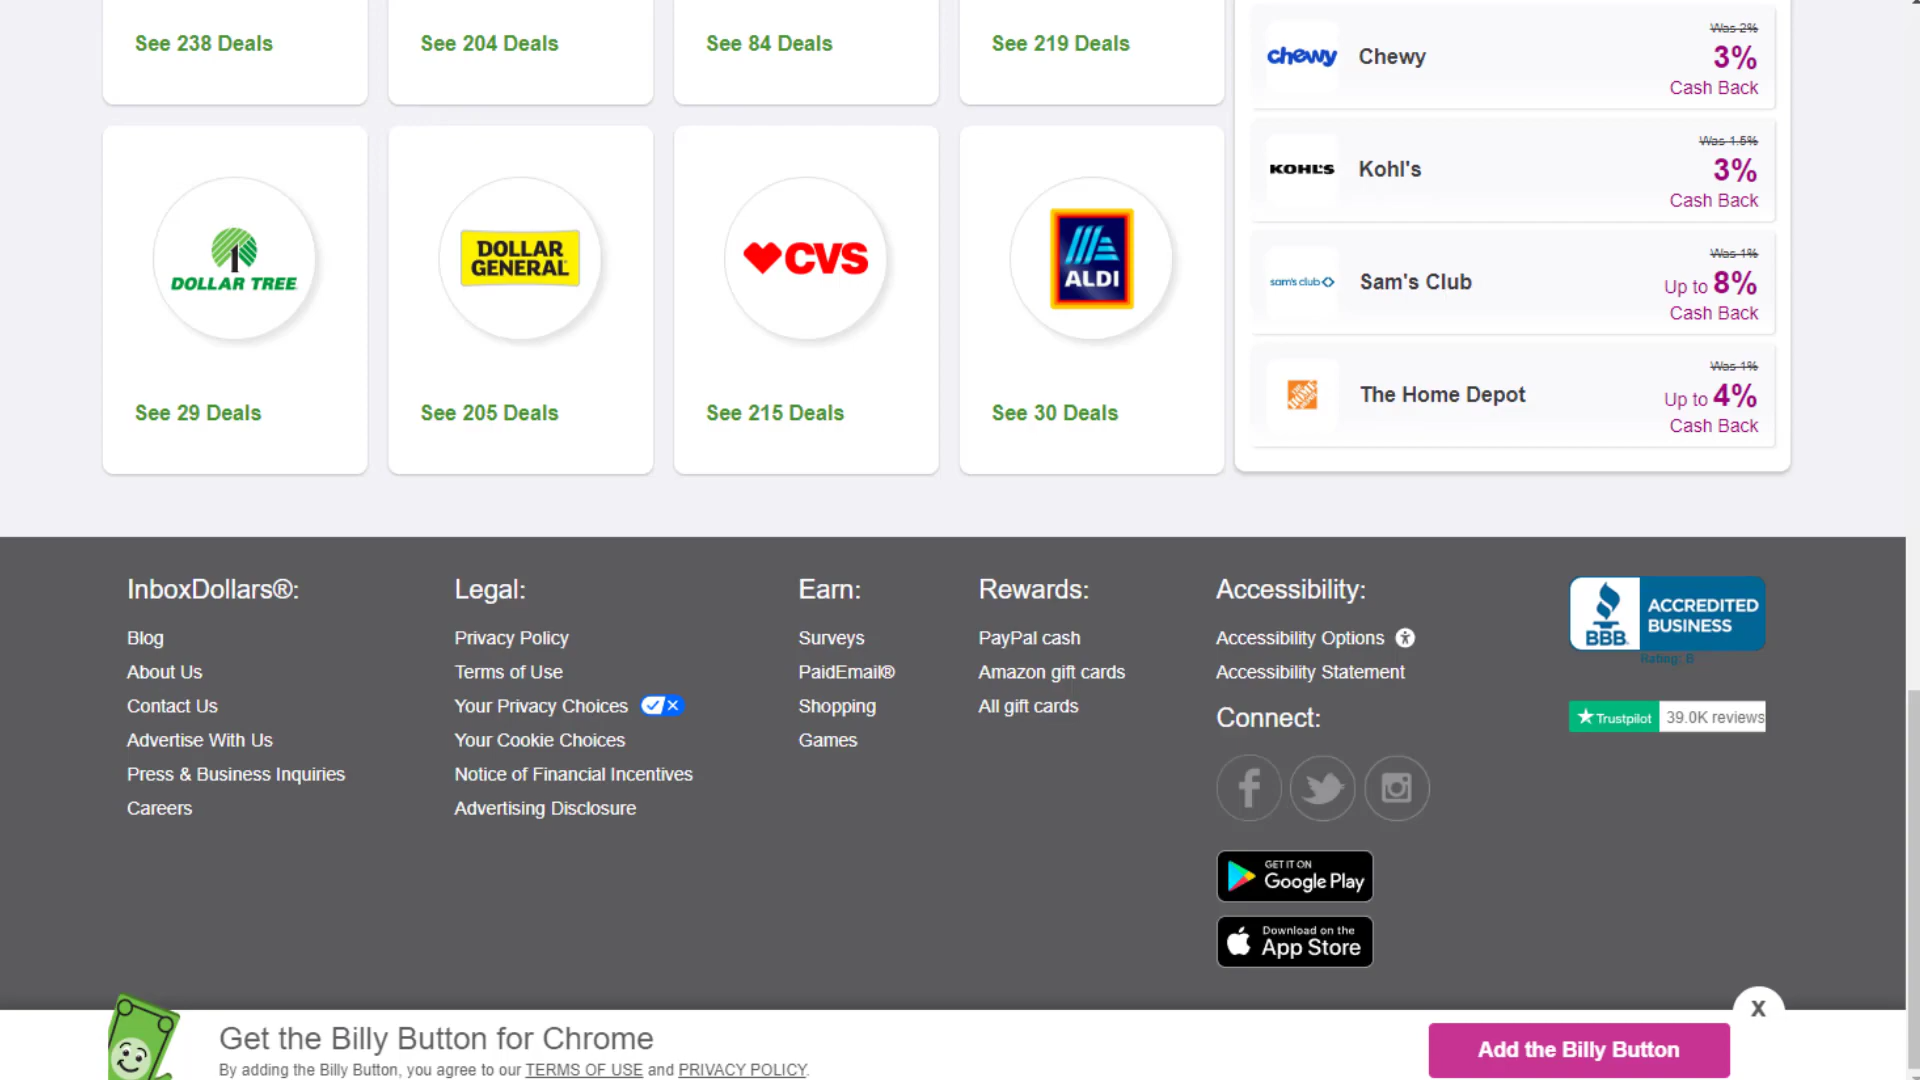 See 238 Deals
See 204 Deals
See 84 Deals
See 219 Deals
DOLLAR TREE
See 29 Deals
DOLLAR
GENERAL
See 205 Deals
CVS
See 215 Deals
ALDI
See 30 Deals
chewy
Chewy
Was 2%
3%
Cash Back
KOHL'S
Kohl's
Was 1.5%
3%
Cash Back
sam's club
Sam's Club
Was 1%
Up to 8%
Cash Back
THE HOME DEPOT
The Home Depot
Was 1%
Up to 4%
Cash Back
InboxDollars®:
Blog
About Us
Contact Us
Advertise With Us
Press & Business Inquiries
Careers
Legal:
Privacy Policy
Terms of Use
Your Privacy Choices
Your Cookie Choices
Notice of Financial Incentives
Advertising Disclosure
Earn:
Surveys
PaidEmail®
Shopping
Games
Rewards:
PayPal cash
Amazon gift cards
All gift cards
Accessibility:
Accessibility Options
Accessibility Statement
Connect:
GET IT ON
Google Play
Download on the
App Store
BBB
ACCREDITED
BUSINESS
Rating: B
Trustpilot 39.0K reviews
X
Get the Billy Button for Chrome
By adding the Billy Button, you agree to our TERMS OF USE and PRIVACY POLICY.
Add the Billy Button